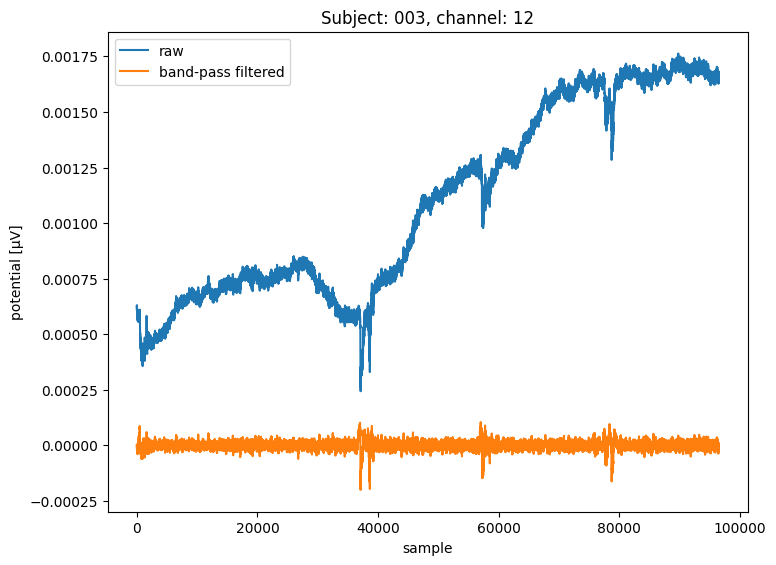 Subject: 003, channel: 12
raw
band-pass filtered
potential [µV]
0.00175
0.00150
0.00125
0.00100
0.00075
0.00050
0.00025
0.00000
−0.00025
0 20000 40000 60000 80000 100000
sample